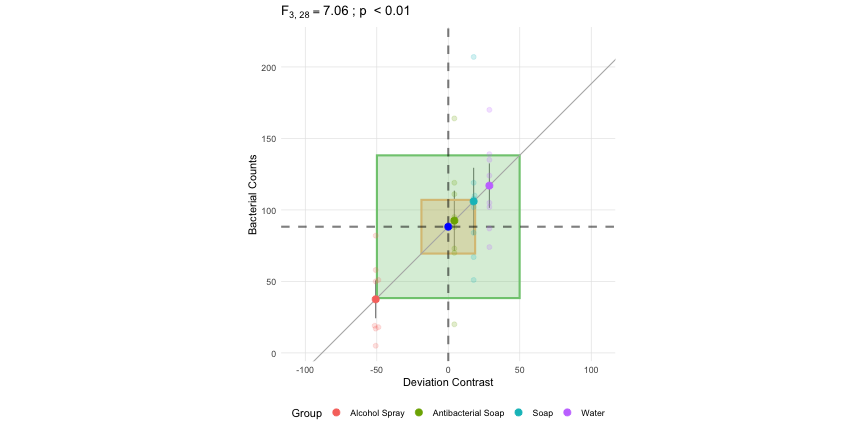 F3, 28 = 7.06 ; p < 0.01
Bacterial Counts
200
150
100
50
0
-100 -50 0 50 100
Deviation Contrast
Group Alcohol Spray Antibacterial Soap Soap Water